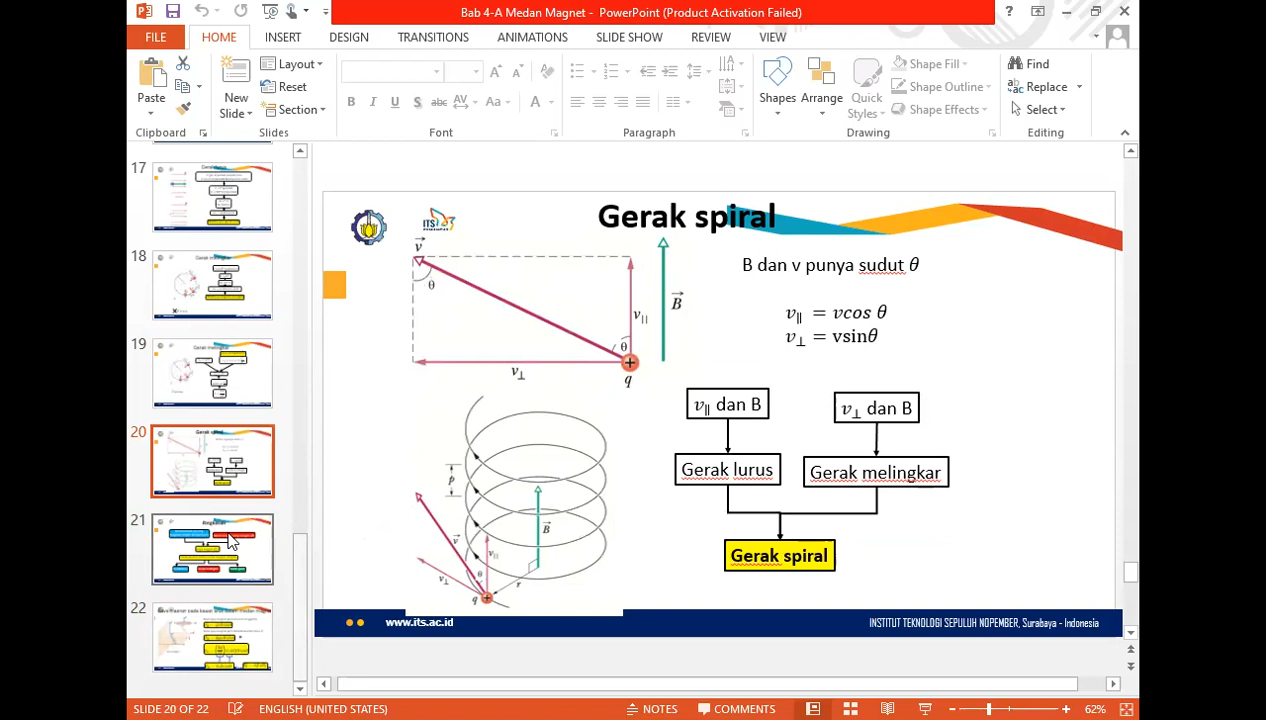 Bab 4-A Medan Magnet - PowerPoint (Product Activation Failed)
FILE HOME INSERT DESIGN TRANSITIONS ANIMATIONS SLIDE SHOW REVIEW VIEW
Paste
New
Slide
Layout
Reset
Section
Shapes
Arrange
Quick
Styles
Shape Fill
Shape Outline
Shape Effects
Find
Replace
Select
Clipboard
Slides
Font
Paragraph
Drawing
Editing
17
18
19
20
21
22
ITS
Gerak spiral
B dan v punya sudut θ
v∥ = vcos θ
v⊥ = vsinθ
v
θ
v∥
B
θ
v⊥
q
v∥ dan B
v⊥ dan B
Gerak lurus
Gerak melingkar
Gerak spiral
p
B
v
v∥
v⊥
θ
r
q
www.its.ac.id
INSTITUT TEKNOLOGI SEPULUH NOPEMBER, Surabaya - Indonesia
SLIDE 20 OF 22
ENGLISH (UNITED STATES)
NOTES
COMMENTS
62%